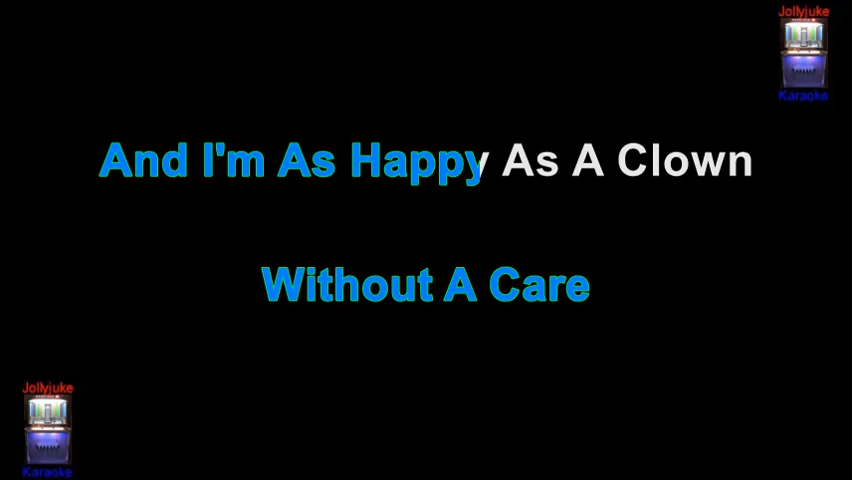 Jollyjuke
Karaoke
And I'm As Happy As A Clown
Without A Care
Jollyjuke
Karaoke